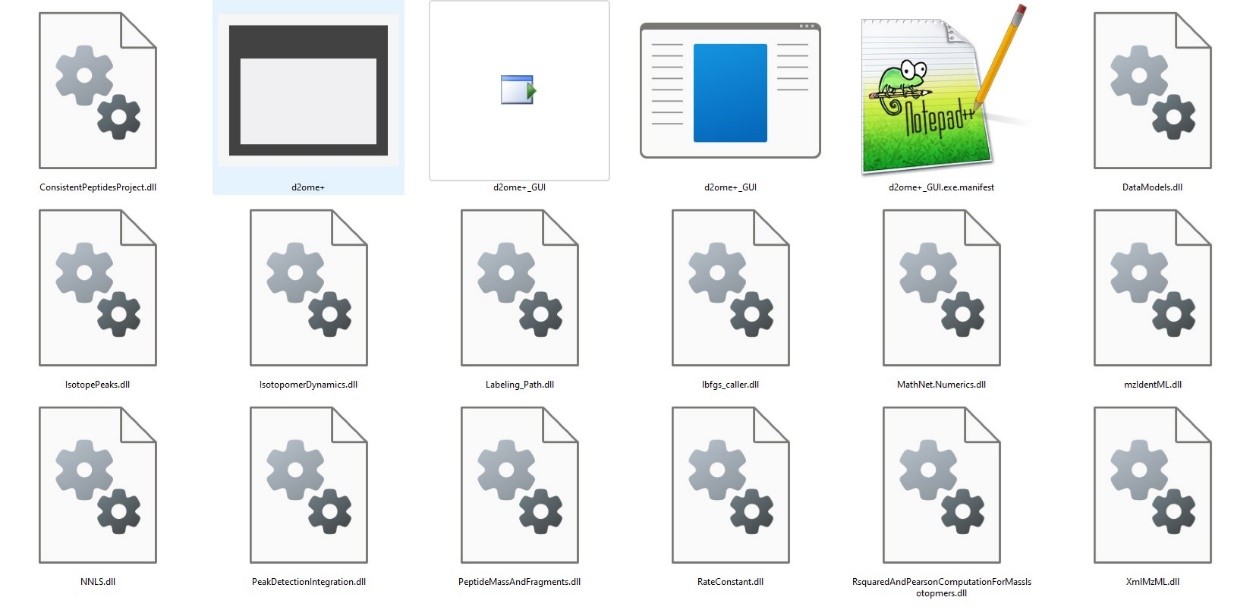 Notepad++
ConsistentPeptidesProject.dll
d2ome+
d2ome+_GUI
d2ome+_GUI
d2ome+_GUI.exe.manifest
DataModels.dll
IsotopePeaks.dll
IsotopomerDynamics.dll
Labeling_Path.dll
lbfgs_caller.dll
MathNet.Numerics.dll
mzIdentML.dll
NNLS.dll
PeakDetectionIntegration.dll
PeptideMassAndFragments.dll
RateConstant.dll
RsquaredAndPearsonComputationForMassIs
otopmers.dll
XmlMzML.dll